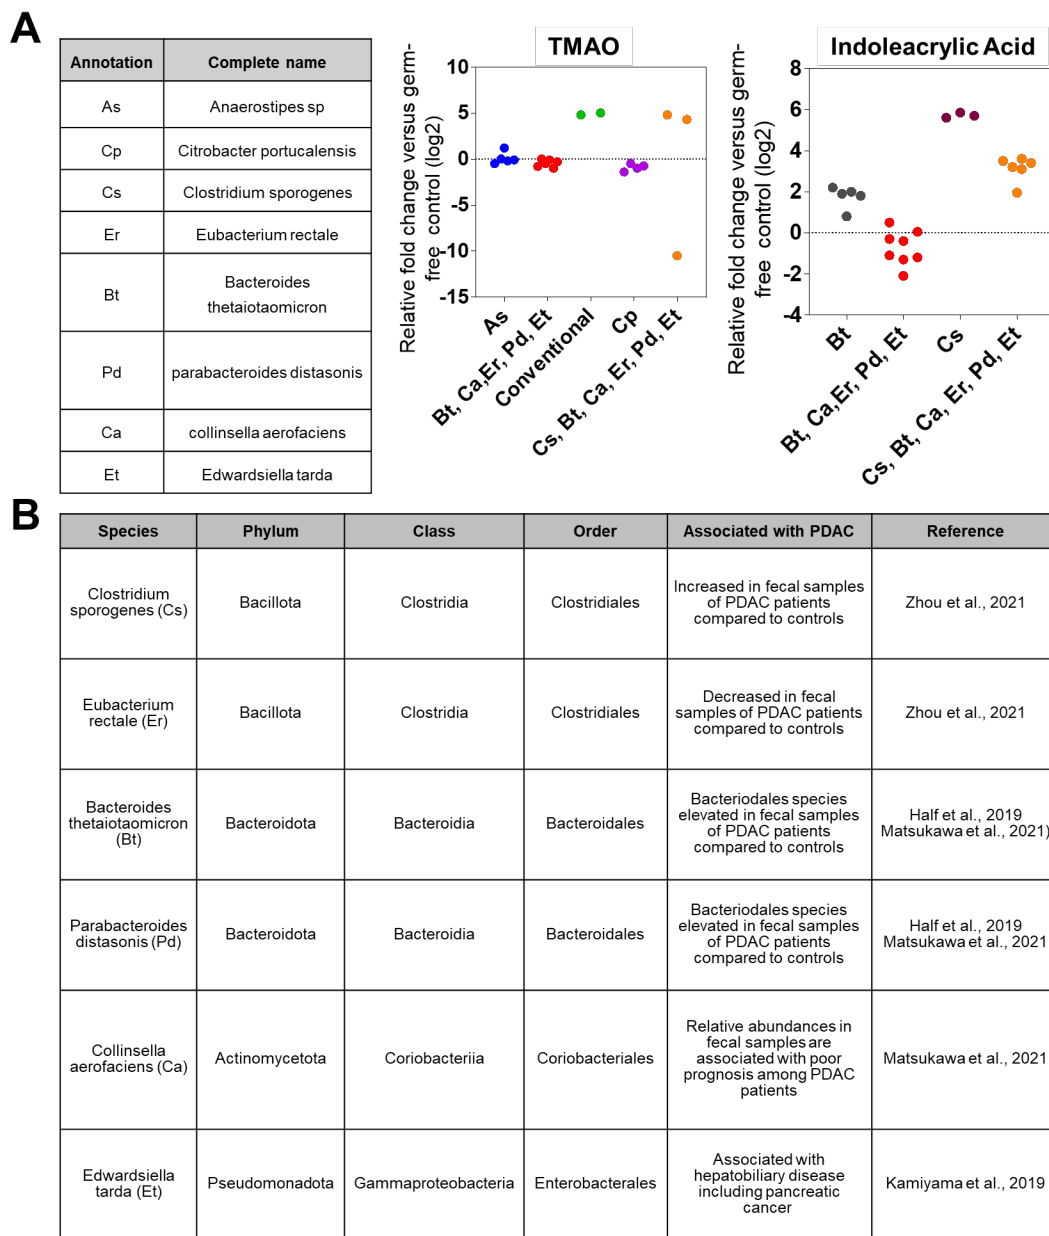 A
Annotation Complete name
As Anaerostipes sp
Cp Citrobacter portucalensis
Cs Clostridium sporogenes
Er Eubacterium rectale
Bt Bacteroides
thetaiotaomicron
Pd parabacteroides distasonis
Ca collinsella aerofaciens
Et Edwardsiella tarda
TMAO
Relative fold change versus germ-
free control (log2)
10
5
0
-5
-10
-15
As
Bt, Ca,Er, Pd, Et
Conventional
Cp
Cs, Bt, Ca, Er, Pd, Et
Indoleacrylic Acid
Relative fold change versus germ-
free control (log2)
8
6
4
2
0
-2
-4
Bt
Bt, Ca,Er, Pd, Et
Cs
Cs, Bt, Ca, Er, Pd, Et
B
Species Phylum Class Order Associated with PDAC Reference
Clostridium
sporogenes (Cs)
Bacillota
Clostridia
Clostridiales
Increased in fecal samples
of PDAC patients
compared to controls
Zhou et al., 2021
Eubacterium
rectale (Er)
Bacillota
Clostridia
Clostridiales
Decreased in fecal
samples of PDAC patients
compared to controls
Zhou et al., 2021
Bacteroides
thetaiotaomicron
(Bt)
Bacteroidota
Bacteroidia
Bacteroidales
Bacteriodales species
elevated in fecal samples
of PDAC patients
compared to controls
Half et al., 2019
Matsukawa et al., 2021)
Parabacteroides
distasonis (Pd)
Bacteroidota
Bacteroidia
Bacteroidales
Bacteriodales species
elevated in fecal samples
of PDAC patients
compared to controls
Half et al., 2019
Matsukawa et al., 2021
Collinsella
aerofaciens (Ca)
Actinomycetota
Coriobacteriia
Coriobacteriales
Relative abundances in
fecal samples are
associated with poor
prognosis among PDAC
patients
Matsukawa et al., 2021
Edwardsiella
tarda (Et)
Pseudomonadota
Gammaproteobacteria
Enterobacterales
Associated with
hepatobiliary disease
including pancreatic
cancer
Kamiyama et al., 2019